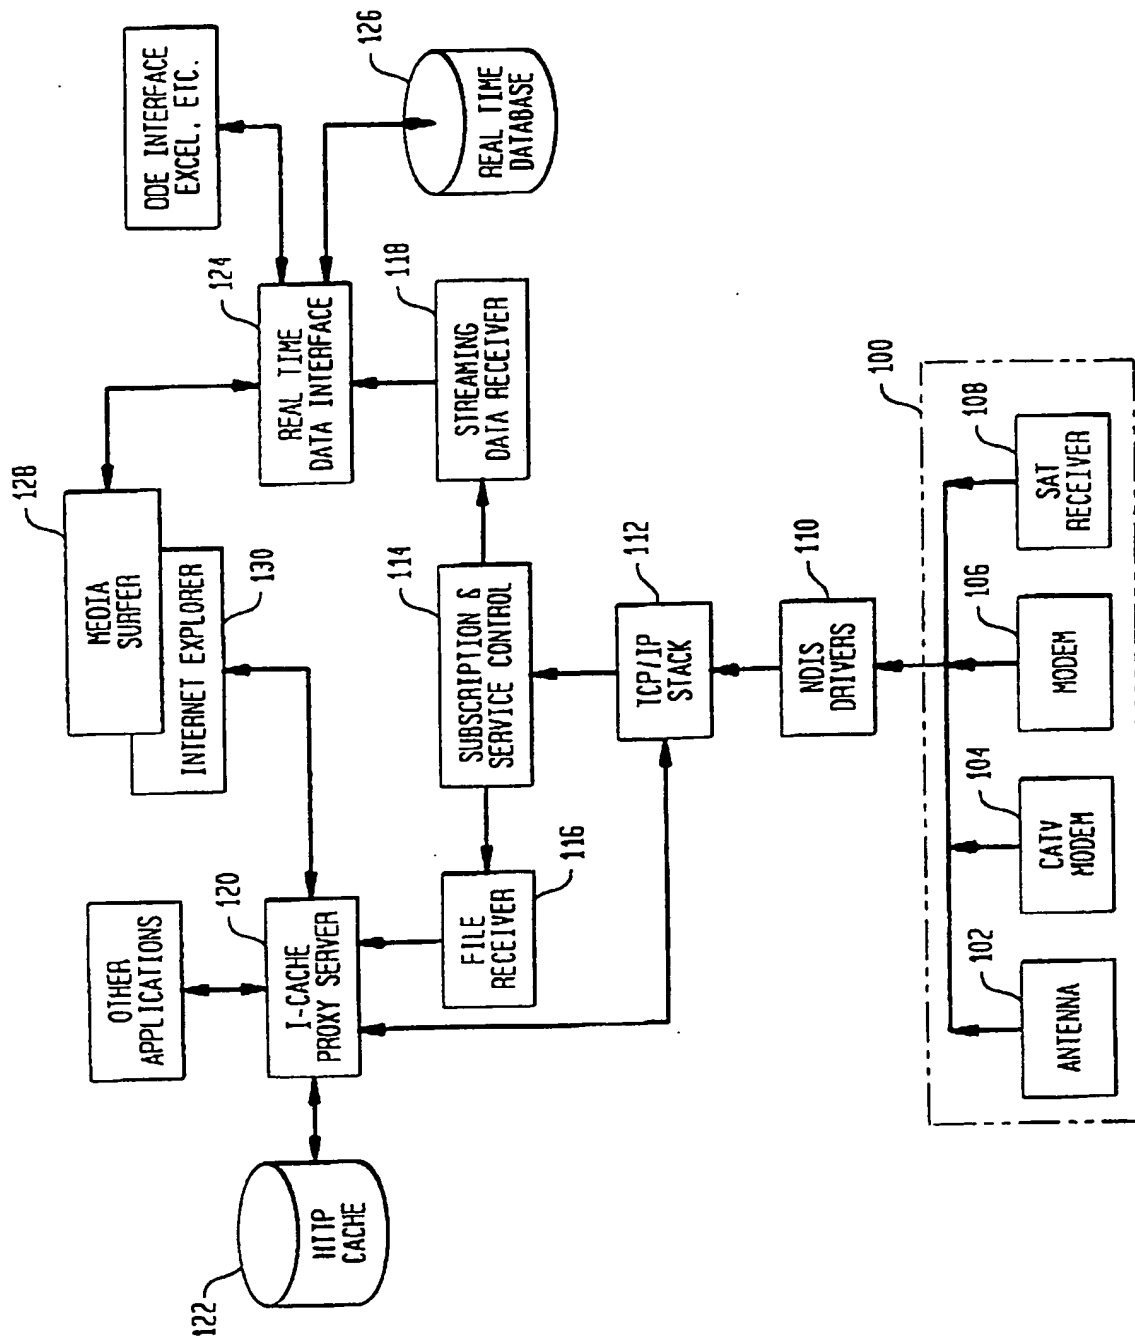 122
HTTP
CACHE
OTHER
APPLICATIONS
120
I-CACHE
PROXY SERVER
128
MEDIA
SURFER
INTERNET EXPLORER
130
DDE INTERFACE
EXCEL, ETC.
124
REAL TIME
DATA INTERFACE
126
REAL TIME
DATABASE
FILE
RECEIVER
116
114
SUBSCRIPTION &
SERVICE CONTROL
118
STREAMING
DATA RECEIVER
112
TCP/IP
STACK
110
NDIS
DRIVERS
100
102
ANTENNA
104
CATV
MODEM
106
MODEM
108
SAT
RECEIVER